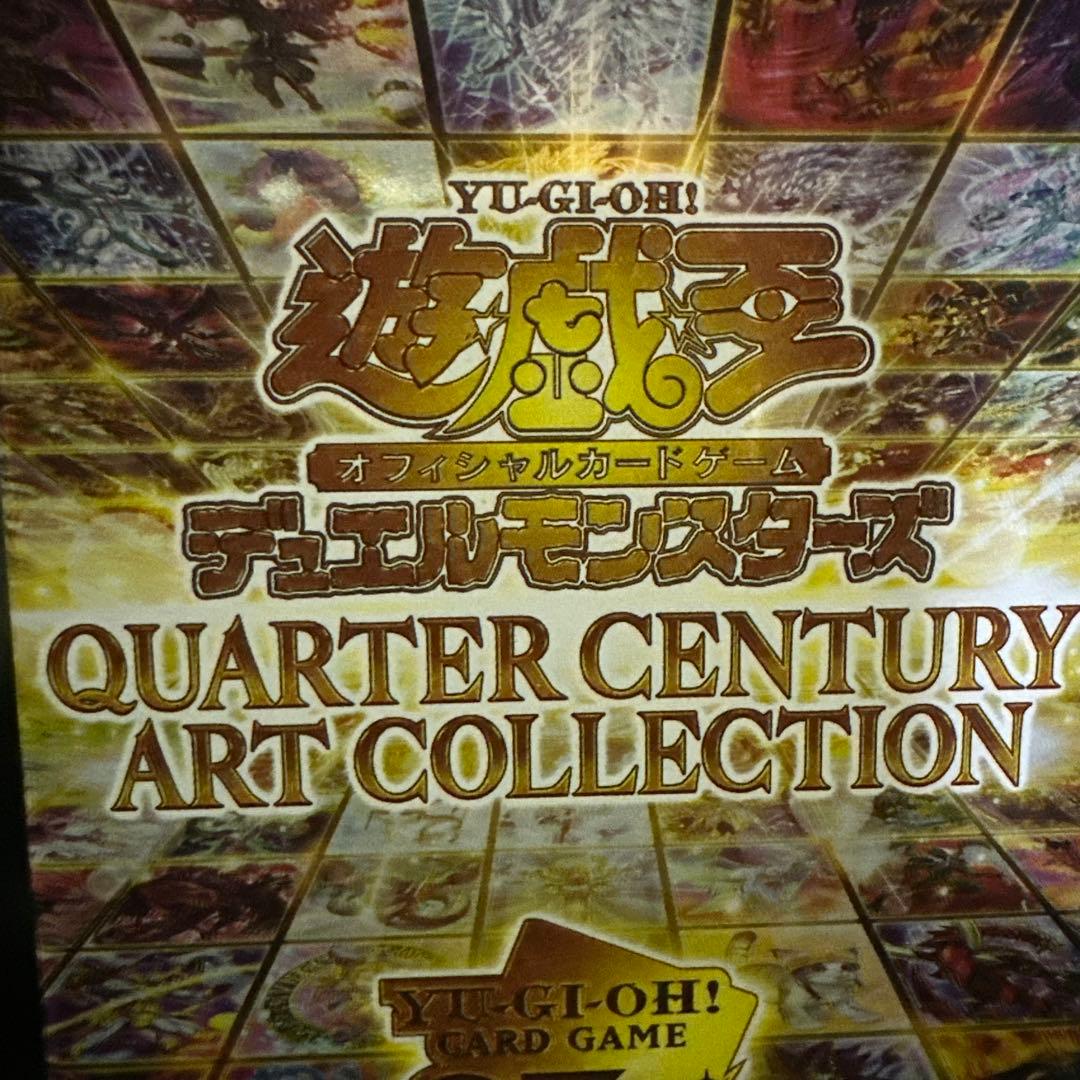 YU-GI-OH!
遊戯王
オフィシャルカードゲーム
デュエルモンスターズ
QUARTER CENTURY
ART COLLECTION
YU-GI-OH!
CARD GAME